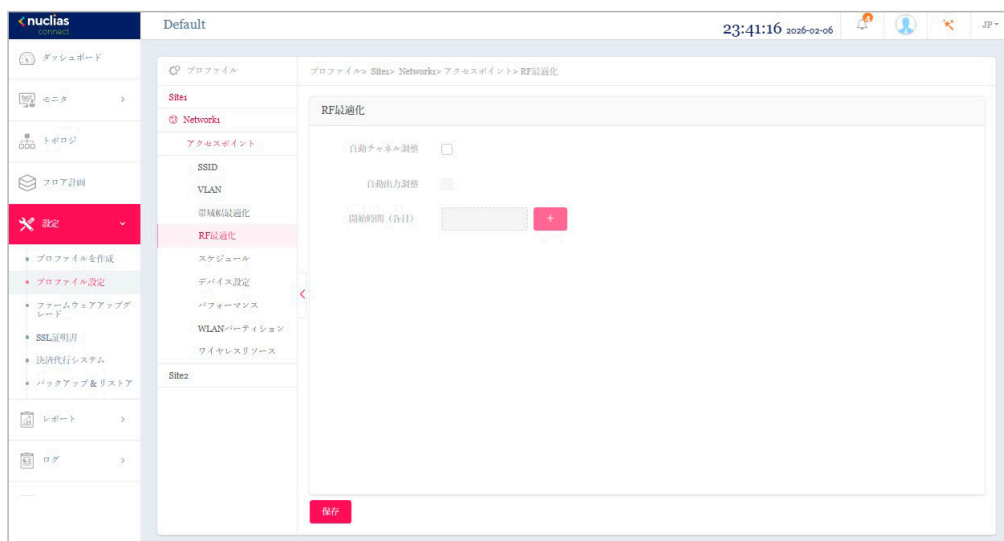 nuclias
connect
Default
23:41:16 2026-02-06
4
JP
ダッシュボード
モニタ
トポロジ
フロア計画
設定
プロファイルを作成
プロファイル設定
ファームウェアアップグ
レード
SSL証明書
決済代行システム
バックアップ&リストア
レポート
ログ
プロファイル
Site1
Network1
アクセスポイント
SSID
VLAN
帯域幅最適化
RF最適化
スケジュール
デバイス設定
パフォーマンス
WLANパーティション
ワイヤレスリソース
Site2
プロファイル> Site1> Network1> アクセスポイント> RF最適化
RF最適化
自動チャネル調整
自動出力調整
開始時間（各日）
+
保存